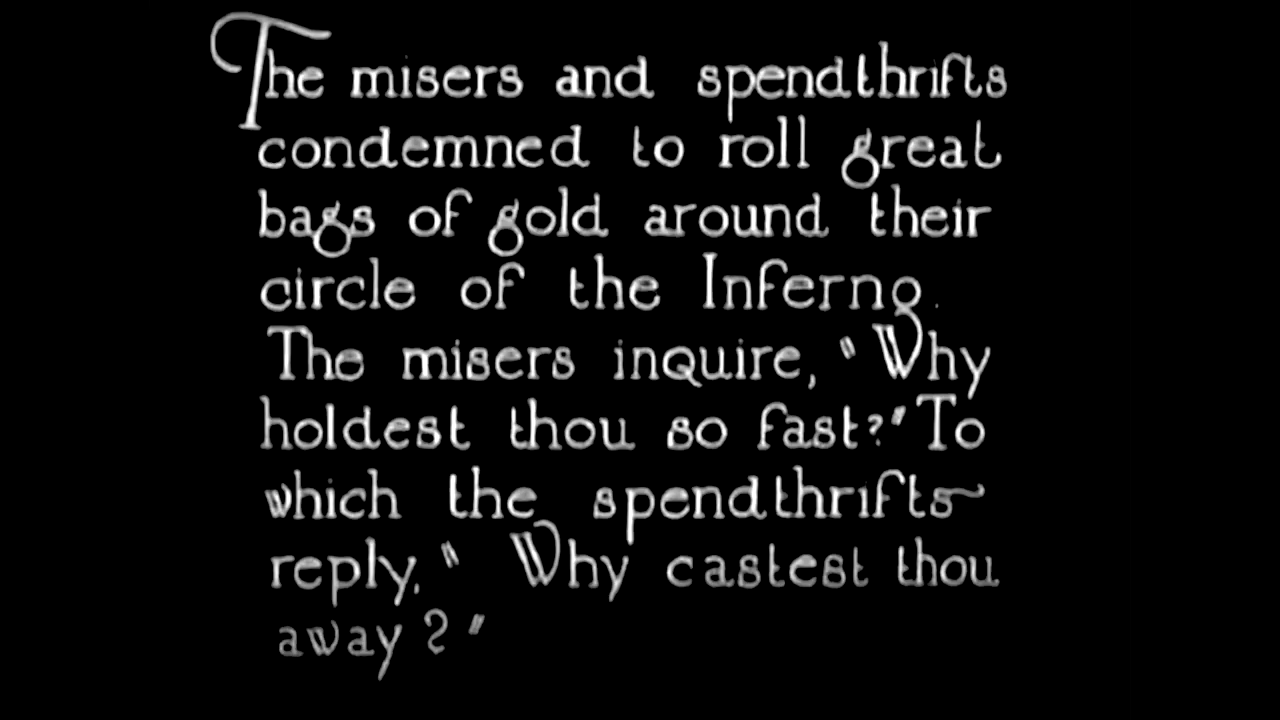 The misers and spendthrifts
condemned to roll great
bags of gold around their
circle of the Inferno.
The misers inquire, "Why
holdest thou so fast?" To
which the spendthrifts
reply, "Why castest thou
away?"